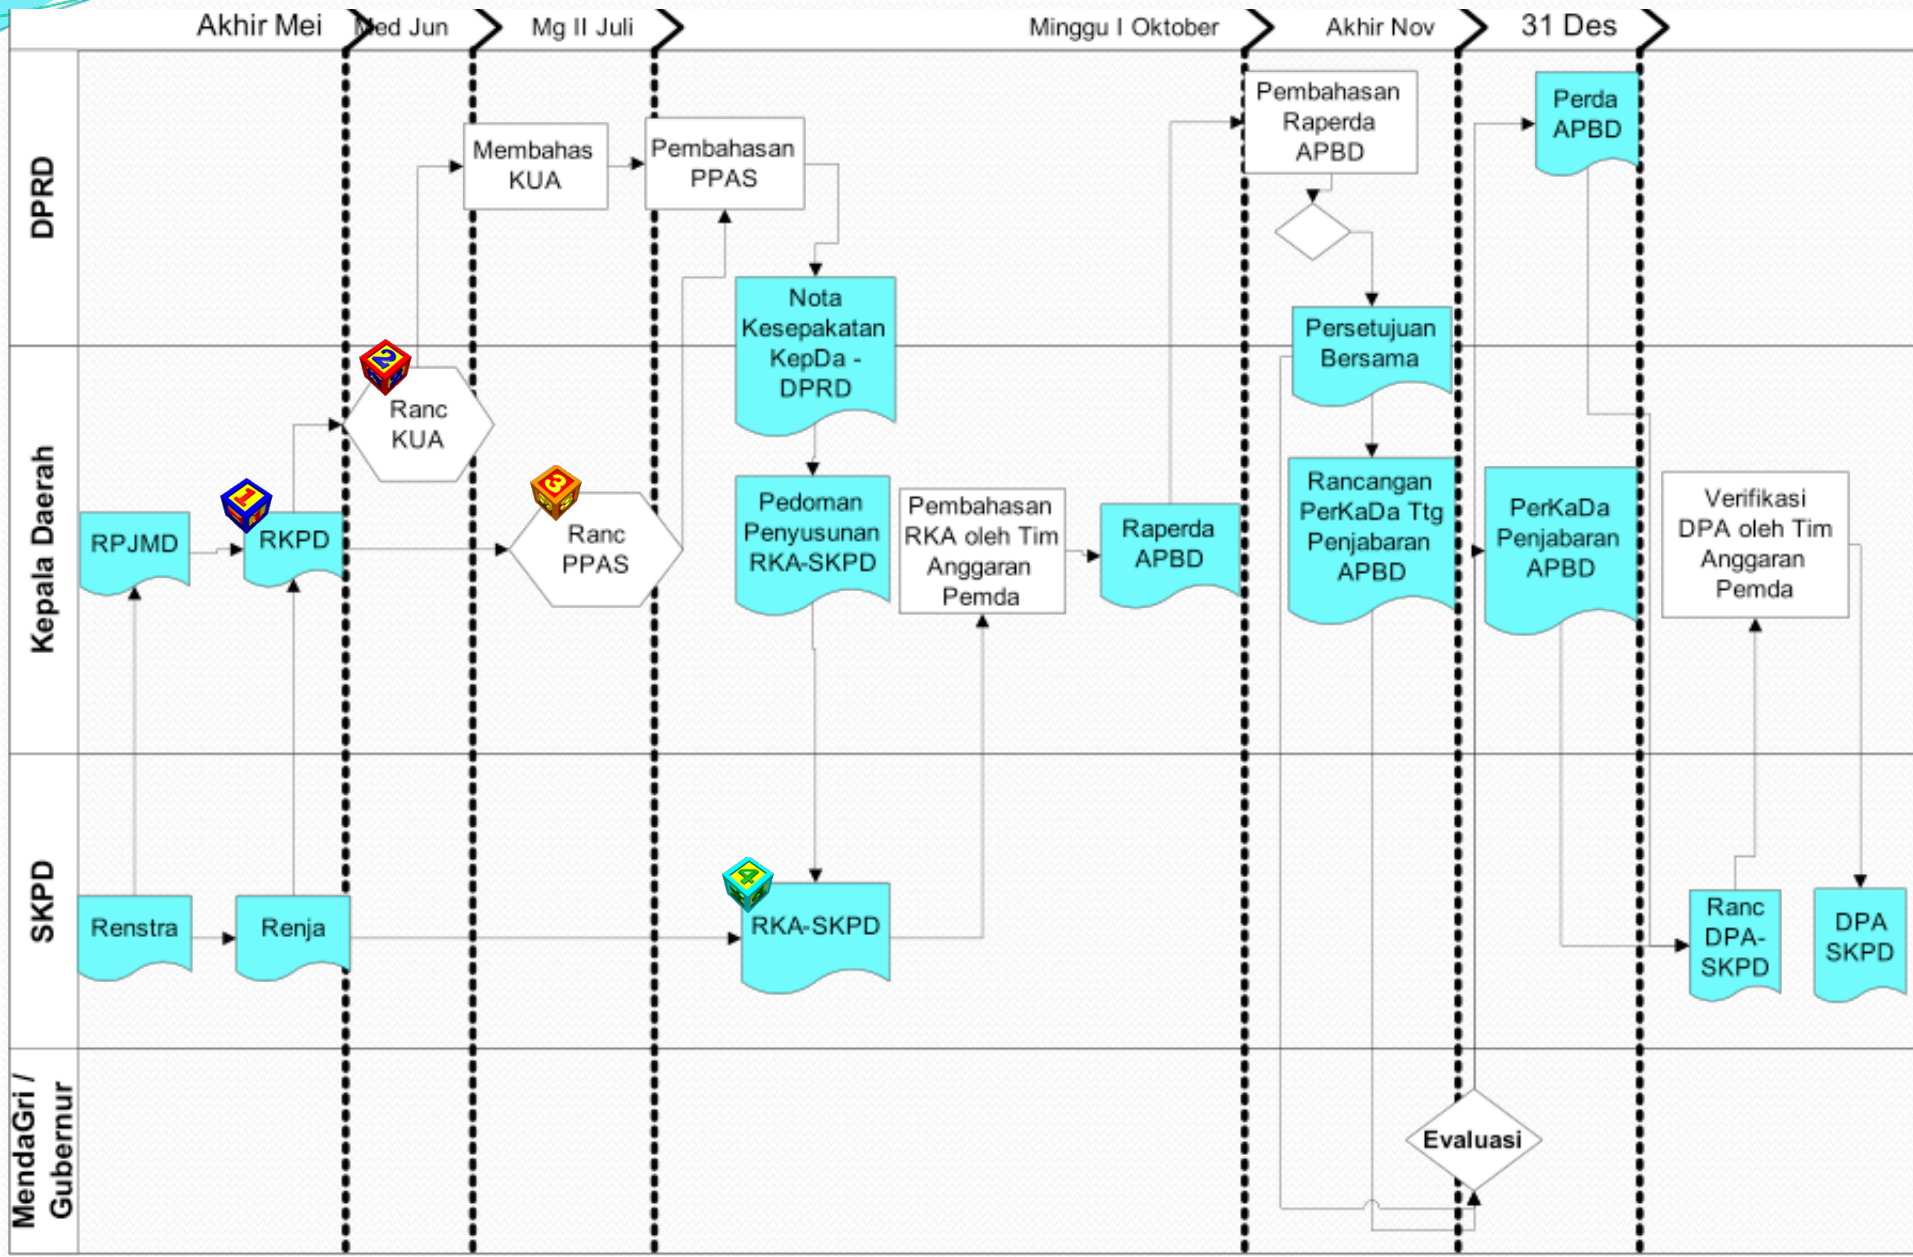 Akhir Mei
Med Jun
Mg II Juli
Minggu I Oktober
Akhir Nov
31 Des
DPRD
Membahas
KUA
Pembahasan
PPAS
Nota
Kesepakatan
KepDa -
DPRD
Pembahasan
Raperda
APBD
Persetujuan
Bersama
Perda
APBD
Kepala Daerah
RPJMD
1
RKPD
2
Ranc
KUA
3
Ranc
PPAS
Pedoman
Penyusunan
RKA-SKPD
Pembahasan
RKA oleh Tim
Anggaran
Pemda
Raperda
APBD
Rancangan
PerKaDa Ttg
Penjabaran
APBD
PerKaDa
Penjabaran
APBD
Verifikasi
DPA oleh Tim
Anggaran
Pemda
SKPD
Renstra
Renja
4
RKA-SKPD
Ranc
DPA-
SKPD
DPA
SKPD
MendaGri /
Gubernur
Evaluasi